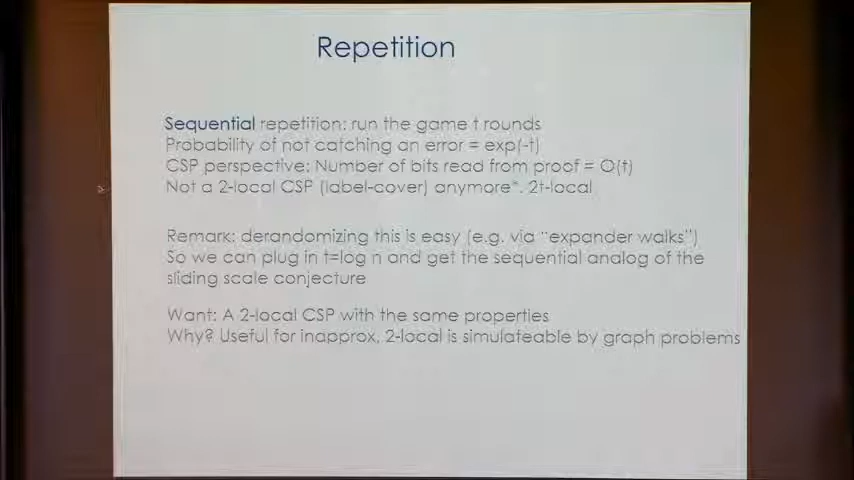 Repetition
Sequential repetition: run the game t rounds
Probability of not catching an error = exp(-t)
CSP perspective: Number of bits read from proof = O(t)
Not a 2-local CSP (label-cover) anymore*. 2t-local
Remark: derandomizing this is easy (e.g. via "expander walks")
So we can plug in t=log n and get the sequential analog of the
sliding scale conjecture
Want: A 2-local CSP with the same properties
Why? Useful for inapprox, 2-local is simulateable by graph problems